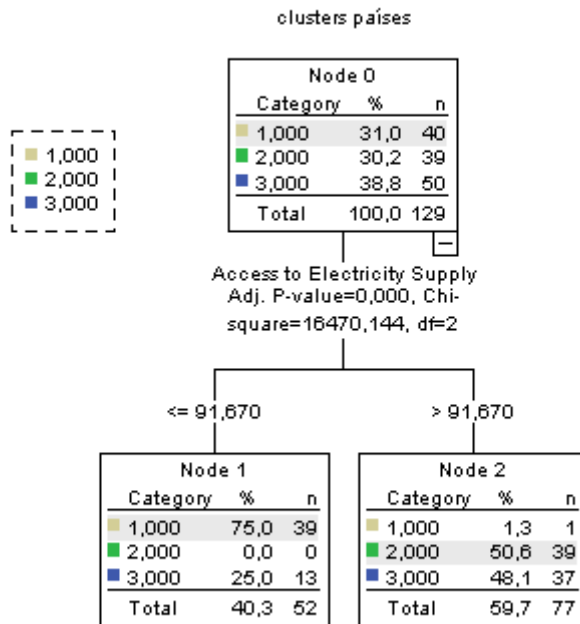 clusters países
Node 0
Category % n
1,000 31,0 40
2,000 30,2 39
3,000 38,8 50
Total 100,0 129
1,000
2,000
3,000
Access to Electricity Supply
Adj. P-value=0,000, Chi-
square=16470,144, df=2
<= 91,670
> 91,670
Node 1
Category % n
1,000 75,0 39
2,000 0,0 0
3,000 25,0 13
Total 40,3 52
Node 2
Category % n
1,000 1,3 1
2,000 50,6 39
3,000 48,1 37
Total 59,7 77